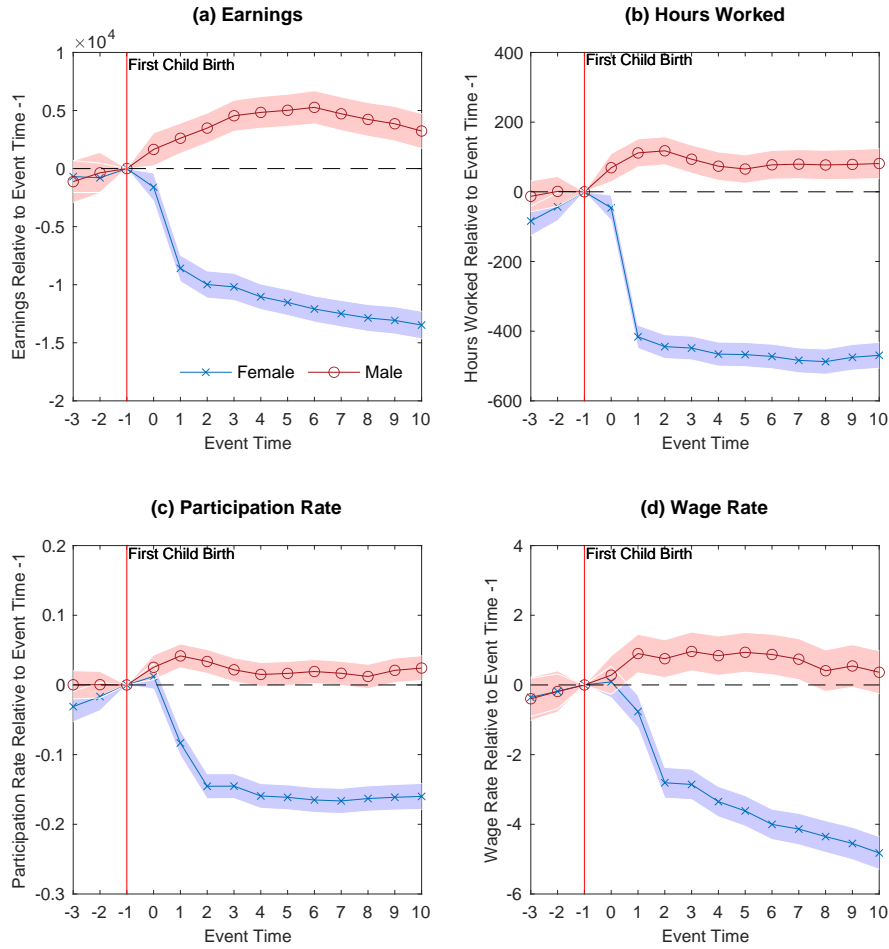 (a) Earnings
×10⁴
1
0.5
0
-0.5
-1
-1.5
-2
Earnings Relative to Event Time -1
First Child Birth
Female
Male
-3 -2 -1 0 1 2 3 4 5 6 7 8 9 10
Event Time
(b) Hours Worked
400
200
0
-200
-400
-600
Hours Worked Relative to Event Time -1
First Child Birth
-3 -2 -1 0 1 2 3 4 5 6 7 8 9 10
Event Time
(c) Participation Rate
0.2
0.1
0
-0.1
-0.2
-0.3
Participation Rate Relative to Event Time -1
First Child Birth
-3 -2 -1 0 1 2 3 4 5 6 7 8 9 10
Event Time
(d) Wage Rate
4
2
0
-2
-4
-6
Wage Rate Relative to Event Time -1
First Child Birth
-3 -2 -1 0 1 2 3 4 5 6 7 8 9 10
Event Time